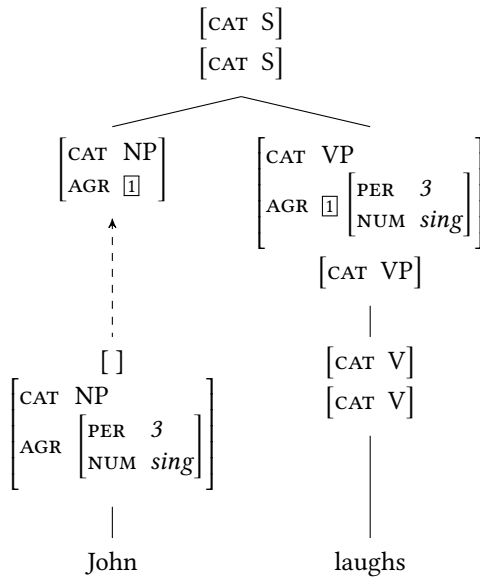 [CAT S]
[CAT S]
[CAT NP
AGR 1]
[CAT VP
AGR 1 [PER 3
NUM sing]]
[CAT VP]
[ ]
[CAT NP
AGR [PER 3
NUM sing]]
[CAT V]
[CAT V]
John laughs